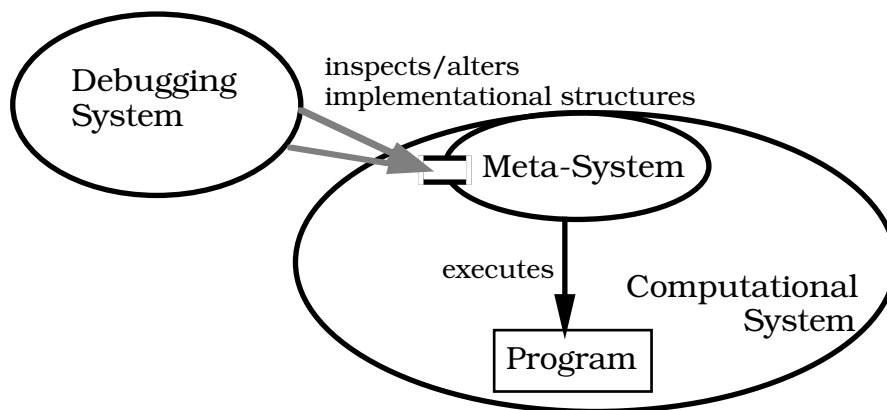 Debugging
System
inspects/alters
implementational structures
Meta-System
executes
Computational
System
Program